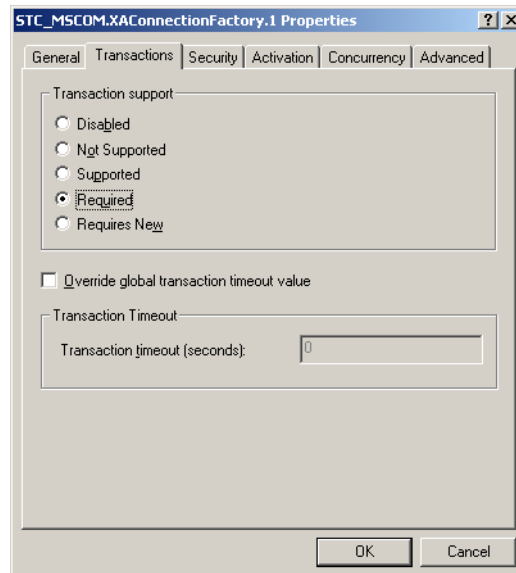 STC_MSCOM.XAConnectionFactory.1 Properties
General Transactions Security Activation Concurrency Advanced
Transaction support
Disabled
Not Supported
Supported
Required
Requires New
Override global transaction timeout value
Transaction Timeout
Transaction timeout (seconds): 0
OK Cancel